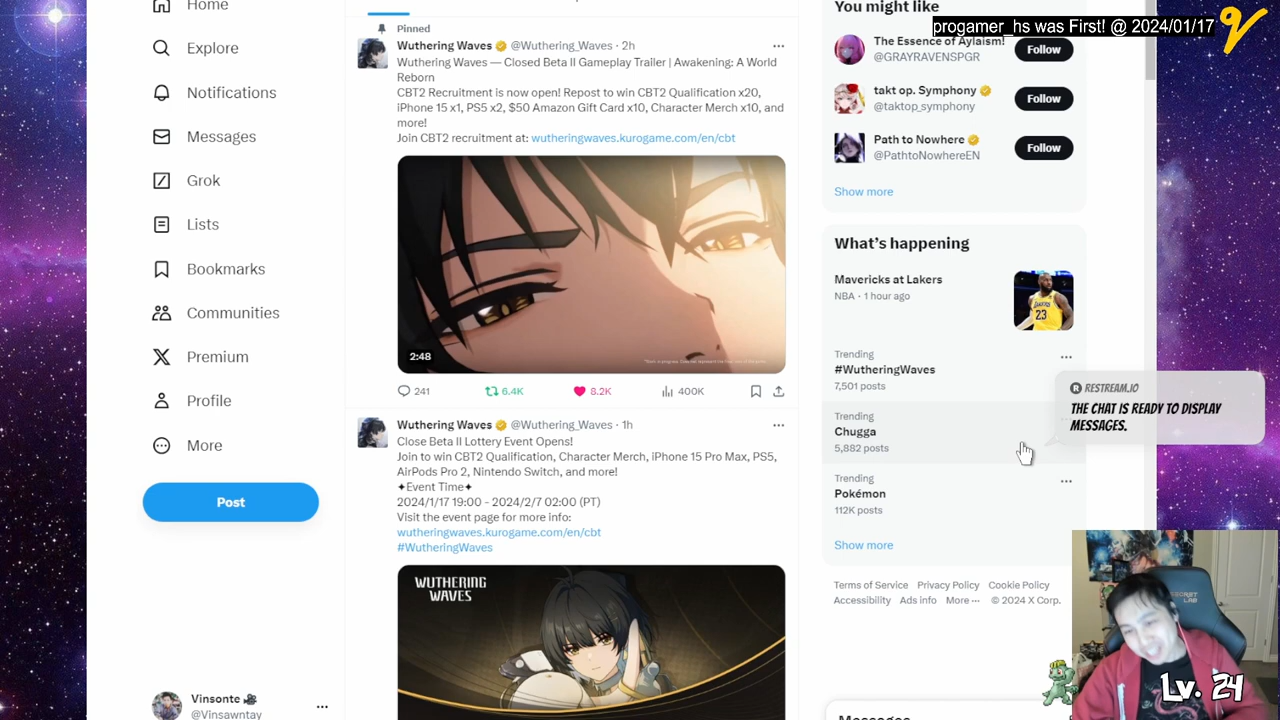 Home
Explore
Notifications
Messages
Grok
Lists
Bookmarks
Communities
Premium
Profile
More
Post
Vinsonte
@Vinsawntay
Pinned
Wuthering Waves @Wuthering_Waves · 2h
Wuthering Waves — Closed Beta II Gameplay Trailer | Awakening: A World
Reborn
CBT2 Recruitment is now open! Repost to win CBT2 Qualification x20,
iPhone 15 x1, PS5 x2, $50 Amazon Gift Card x10, Character Merch x10, and
more!
Join CBT2 recruitment at: wutheringwaves.kurogame.com/en/cbt
2:48
241
6.4K
8.2K
400K
Wuthering Waves @Wuthering_Waves · 1h
Close Beta II Lottery Event Opens!
Join to win CBT2 Qualification, Character Merch, iPhone 15 Pro Max, PS5,
AirPods Pro 2, Nintendo Switch, and more!
✦Event Time✦
2024/1/17 19:00 - 2024/2/7 02:00 (PT)
Visit the event page for more info:
wutheringwaves.kurogame.com/en/cbt
#WutheringWaves
WUTHERING
WAVES
You might like
progamer_hs was First! @ 2024/01/17
The Essence of Aylaism!
@GRAYRAVENSPGR
Follow
takt op. Symphony
@taktop_symphony
Follow
Path to Nowhere
@PathtoNowhereEN
Follow
Show more
What's happening
Mavericks at Lakers
NBA · 1 hour ago
Trending
#WutheringWaves
7,501 posts
Trending
Chugga
5,882 posts
Trending
Pokémon
112K posts
Show more
Terms of Service Privacy Policy Cookie Policy
Accessibility Ads info More ··· © 2024 X Corp.
RESTREAM.IO
THE CHAT IS READY TO DISPLAY
MESSAGES.
Lv. 24
Messages